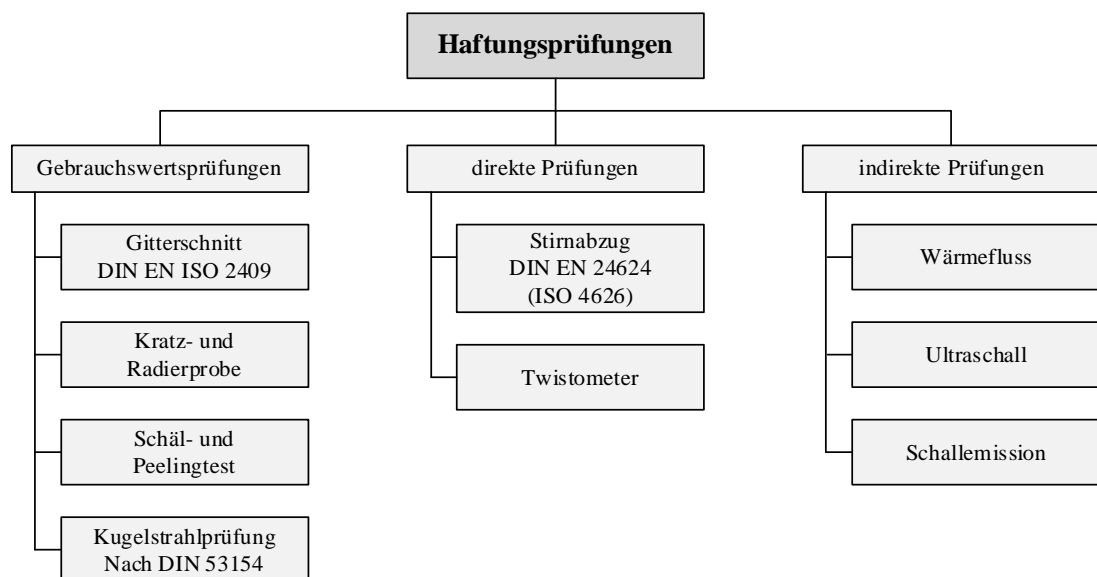 Haftungsprüfungen
Gebrauchswertsprüfungen
Gitterschnitt
DIN EN ISO 2409
Kratz- und
Radierprobe
Schäl- und
Peelingtest
Kugelstrahlprüfung
Nach DIN 53154
direkte Prüfungen
Stirnabzug
DIN EN 24624
(ISO 4626)
Twistometer
indirekte Prüfungen
Wärmefluss
Ultraschall
Schallemission